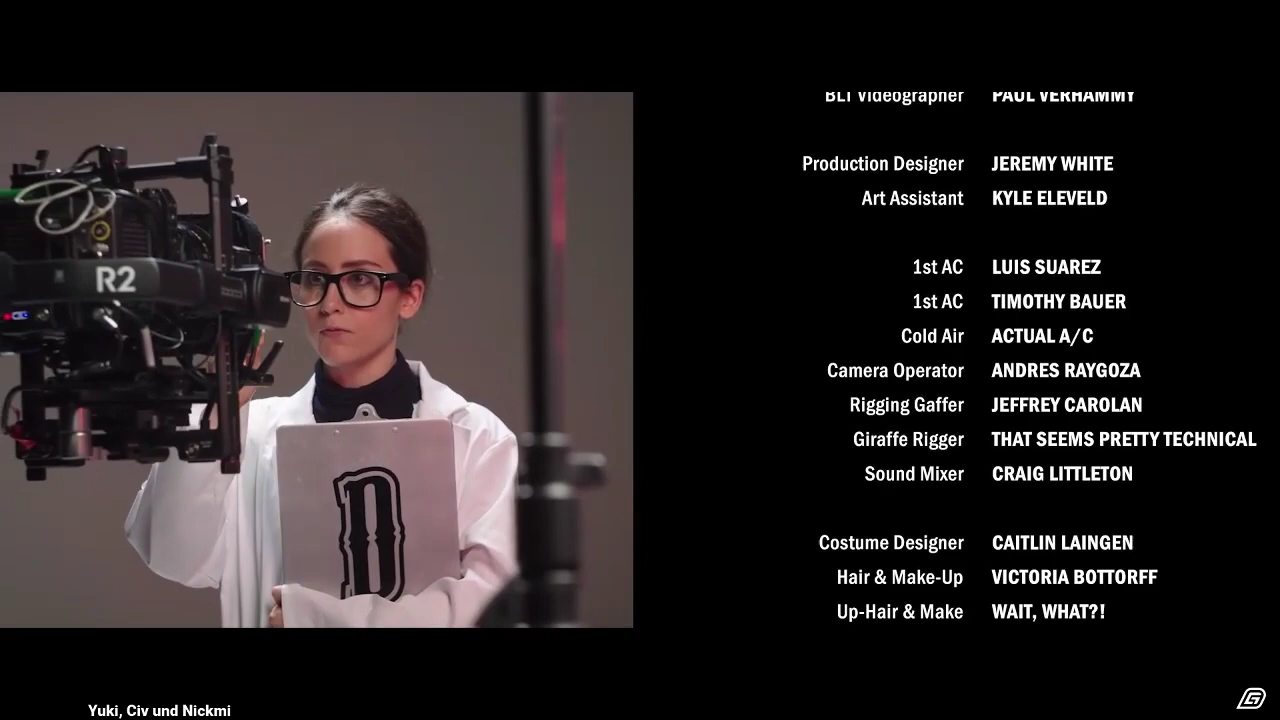 R2
D
BLT Videographer PAUL VERHAMMY
Production Designer JEREMY WHITE
Art Assistant KYLE ELEVELD
1st AC LUIS SUAREZ
1st AC TIMOTHY BAUER
Cold Air ACTUAL A/C
Camera Operator ANDRES RAYGOZA
Rigging Gaffer JEFFREY CAROLAN
Giraffe Rigger THAT SEEMS PRETTY TECHNICAL
Sound Mixer CRAIG LITTLETON
Costume Designer CAITLIN LAINGEN
Hair & Make-Up VICTORIA BOTTORFF
Up-Hair & Make WAIT, WHAT?!
Yuki, Civ und Nickmi